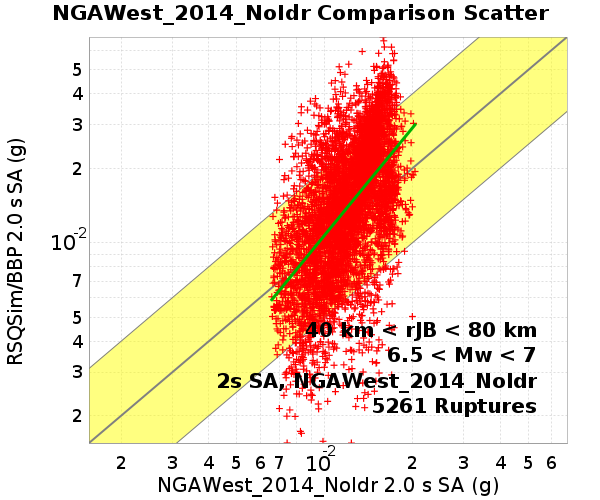 NGAWest_2014_NoIdr Comparison Scatter
RSQSim/BBP 2.0 s SA (g)
5
4
3
2
10-2
7
5
4
3
2
40 km < rJB < 80 km
6.5 < Mw < 7
2s SA, NGAWest_2014_NoIdr
5261 Ruptures
2 3 4 5 6 7 10-2 2 3 4 5 6
NGAWest_2014_NoIdr 2.0 s SA (g)